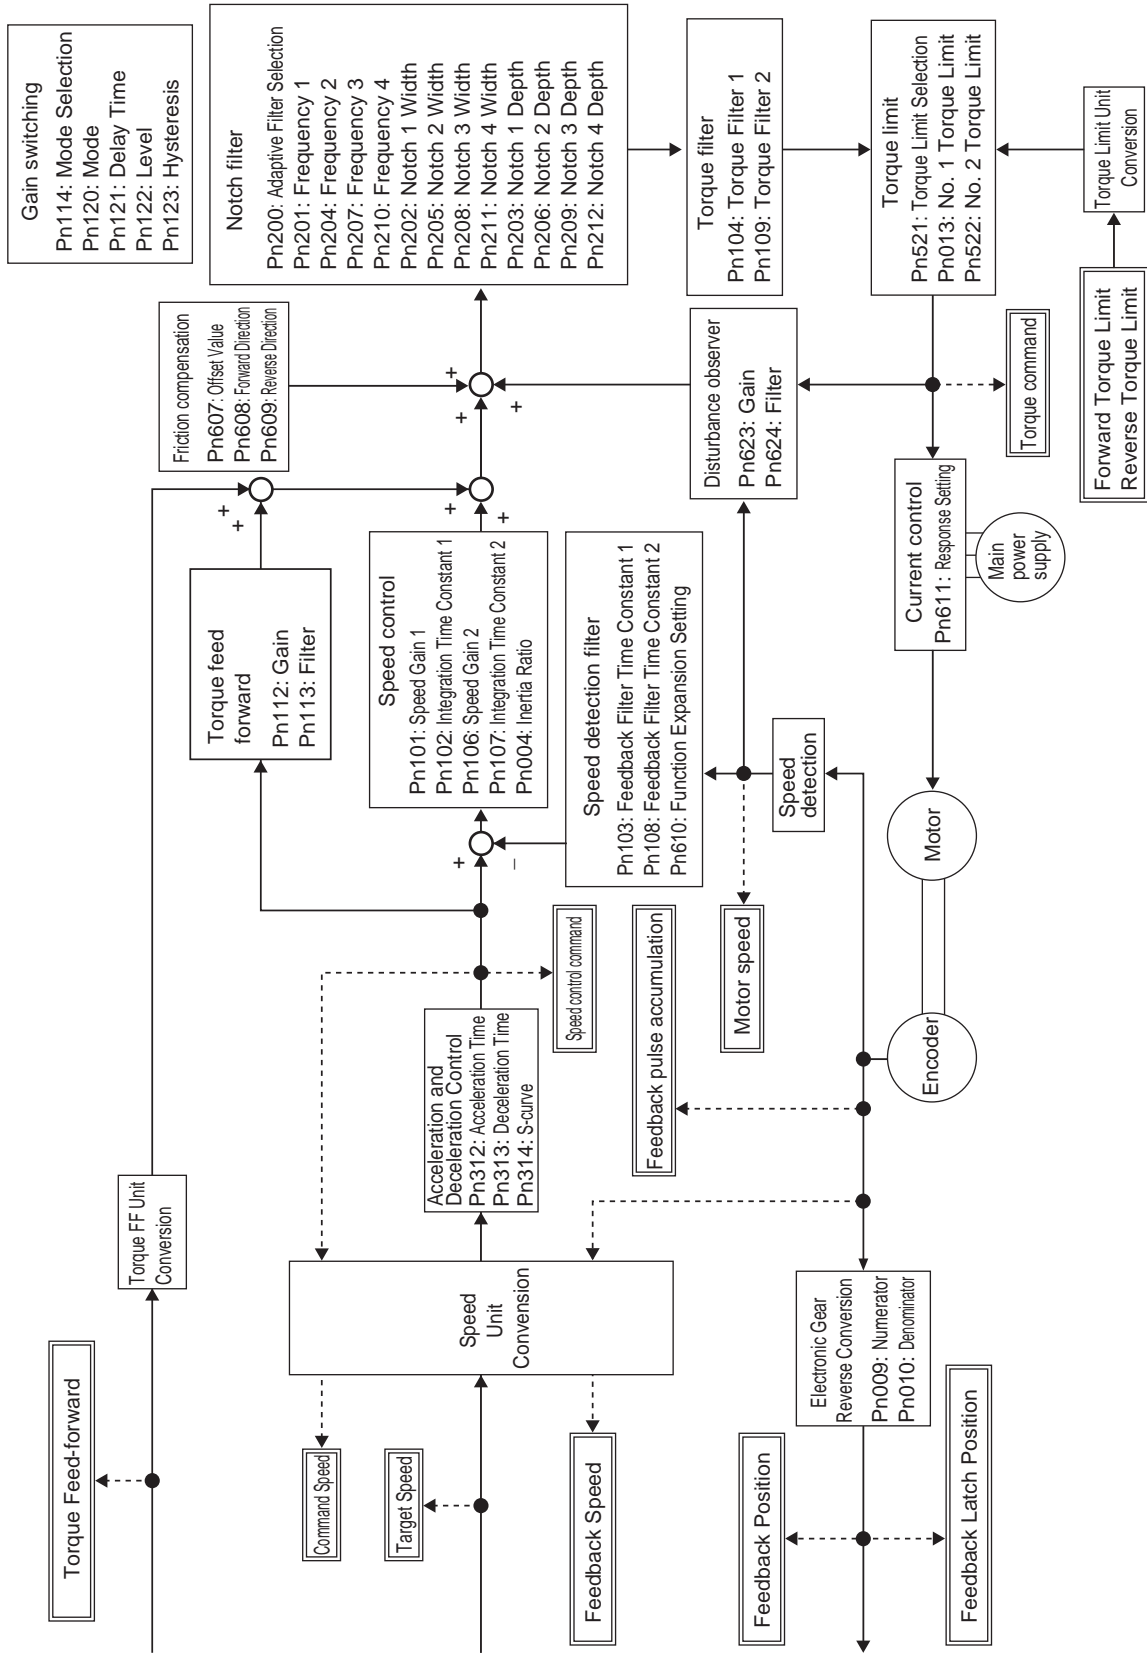 Torque Feed-forward
Torque FF Unit
Conversion
Command Speed
Target Speed
Speed
Unit
Convension
Feedback Speed
Acceleration and
Deceleration Control
Pn312: Acceleration Time
Pn313: Deceleration Time
Pn314: S-curve
Speed control command
+
–
Torque feed
forward
Pn112: Gain
Pn113: Filter
+
+
Speed control
Pn101: Speed Gain 1
Pn102: Integration Time Constant 1
Pn106: Speed Gain 2
Pn107: Integration Time Constant 2
Pn004: Inertia Ratio
+
+
Friction compensation
Pn607: Offset Value
Pn608: Forward Direction
Pn609: Reverse Direction
+
+
+
Gain switching
Pn114: Mode Selection
Pn120: Mode
Pn121: Delay Time
Pn122: Level
Pn123: Hysteresis
Notch filter
Pn200: Adaptive Filter Selection
Pn201: Frequency 1
Pn204: Frequency 2
Pn207: Frequency 3
Pn210: Frequency 4
Pn202: Notch 1 Width
Pn205: Notch 2 Width
Pn208: Notch 3 Width
Pn211: Notch 4 Width
Pn203: Notch 1 Depth
Pn206: Notch 2 Depth
Pn209: Notch 3 Depth
Pn212: Notch 4 Depth
Speed detection filter
Pn103: Feedback Filter Time Constant 1
Pn108: Feedback Filter Time Constant 2
Pn610: Function Expansion Setting
Disturbance observer
Pn623: Gain
Pn624: Filter
Torque filter
Pn104: Torque Filter 1
Pn109: Torque Filter 2
Feedback pulse accumulation
Motor speed
Speed
detection
Torque limit
Pn521: Torque Limit Selection
Pn013: No. 1 Torque Limit
Pn522: No. 2 Torque Limit
Feedback Position
Electronic Gear
Reverse Conversion
Pn009: Numerator
Pn010: Denominator
Feedback Latch Position
Encoder
Motor
Current control
Pn611: Response Setting
Main
power
supply
Torque command
Forward Torque Limit
Reverse Torque Limit
Torque Limit Unit
Conversion